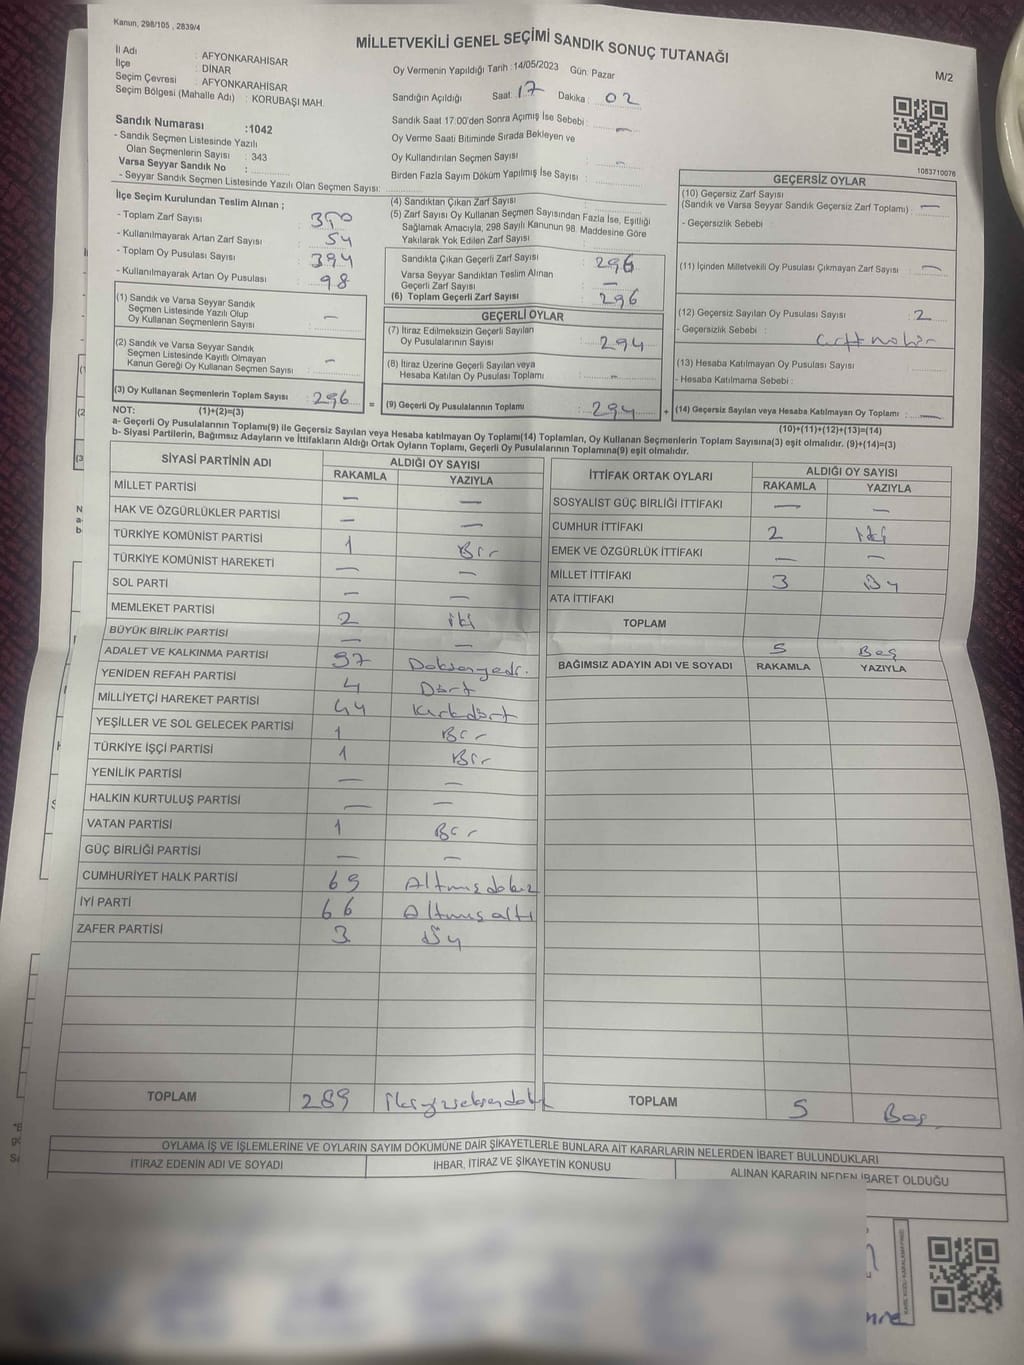 Kanun, 298/105 , 2839/4
MİLLETVEKİLİ GENEL SEÇİMİ SANDIK SONUÇ TUTANAĞI
M/2
İl Adı : AFYONKARAHİSAR
İlçe : DİNAR
Seçim Çevresi : AFYONKARAHİSAR
Seçim Bölgesi (Mahalle Adı) : KORUBAŞI MAH.
Oy Vermenin Yapıldığı Tarih :14/05/2023 Gün: Pazar
Sandığın Açıldığı Saat: 17 Dakika : 02
Sandık Numarası :1042
- Sandık Seçmen Listesinde Yazılı
Olan Seçmenlerin Sayısı : 343
Varsa Seyyar Sandık No :
- Seyyar Sandık Seçmen Listesinde Yazılı Olan Seçmen Sayısı:
Sandık Saat 17:00'den Sonra Açımış İse Sebebi : —
Oy Verme Saati Bitiminde Sırada Bekleyen ve
Oy Kullandırılan Seçmen Sayısı : —
Birden Fazla Sayım Döküm Yapılmış İse Sayısı :
1083710076
İlçe Seçim Kurulundan Teslim Alınan ;
- Toplam Zarf Sayısı : 350
- Kullanılmayarak Artan Zarf Sayısı : 54
- Toplam Oy Pusulası Sayısı : 394
- Kullanılmayarak Artan Oy Pusulası : 98
(1) Sandık ve Varsa Seyyar Sandık
Seçmen Listesinde Yazılı Olup
Oy Kullanan Seçmenlerin Sayısı : —
(2) Sandık ve Varsa Seyyar Sandık
Seçmen Listesinde Kayıtlı Olmayan
Kanun Gereği Oy Kullanan Seçmen Sayısı : —
(3) Oy Kullanan Seçmenlerin Toplam Sayısı : 296
(4) Sandıktan Çıkan Zarf Sayısı :
(5) Zarf Sayısı Oy Kullanan Seçmen Sayısından Fazla İse, Eşitliği
Sağlamak Amacıyla, 298 Sayılı Kanunun 98. Maddesine Göre
Yakılarak Yok Edilen Zarf Sayısı :
Sandıkta Çıkan Geçerli Zarf Sayısı : 296
Varsa Seyyar Sandıktan Teslim Alınan
Geçerli Zarf Sayısı : —
(6) Toplam Geçerli Zarf Sayısı : 296
GEÇERLİ OYLAR
(7) İtiraz Edilmeksizin Geçerli Sayılan
Oy Pusulalarının Sayısı : 294
(8) İtiraz Üzerine Geçerli Sayılan veya
Hesaba Katılan Oy Pusulası Toplamı : —
= (9) Geçerli Oy Pusulalarının Toplamı : 294 +
GEÇERSİZ OYLAR
(10) Geçersiz Zarf Sayısı
(Sandık ve Varsa Seyyar Sandık Geçersiz Zarf Toplamı) : —
- Geçersizlik Sebebi :
(11) İçinden Milletvekili Oy Pusulası Çıkmayan Zarf Sayısı : —
(12) Geçersiz Sayılan Oy Pusulası Sayısı : 2
- Geçersizlik Sebebi : Çift mühür
(13) Hesaba Katılmayan Oy Pusulası Sayısı :
- Hesaba Katılmama Sebebi :
(14) Geçersiz Sayılan veya Hesaba Katılmayan Oy Toplamı : —
NOT: (1)+(2)=(3)
(10)+(11)+(12)+(13)=(14)
a- Geçerli Oy Pusulaların Toplamı(9) ile Geçersiz Sayılan veya Hesaba katılmayan Oy Toplamı(14) Toplamları, Oy Kullanan Seçmenlerin Toplam Sayısına(3) eşit olmalıdır. (9)+(14)=(3)
b- Siyasi Partilerin, Bağımsız Adayların ve İttifakların Aldığı Ortak Oyların Toplamı, Geçerli Oy Pusulalarının Toplamına(9) eşit olmalıdır.
SİYASİ PARTİNİN ADI ALDIĞI OY SAYISI
RAKAMLA YAZIYLA
MİLLET PARTİSİ — —
HAK VE ÖZGÜRLÜKLER PARTİSİ — —
TÜRKİYE KOMÜNİST PARTİSİ 1 Bir
TÜRKİYE KOMÜNİST HAREKETİ — —
SOL PARTİ — —
MEMLEKET PARTİSİ 2 iki
BÜYÜK BİRLİK PARTİSİ — —
ADALET VE KALKINMA PARTİSİ 97 Doksanyedi.
YENİDEN REFAH PARTİSİ 4 Dört
MİLLİYETÇİ HAREKET PARTİSİ 44 Kırkdört
YEŞİLLER VE SOL GELECEK PARTİSİ 1 Bir
TÜRKİYE İŞÇİ PARTİSİ 1 Bir
YENİLİK PARTİSİ — —
HALKIN KURTULUŞ PARTİSİ — —
VATAN PARTİSİ 1 Bir
GÜÇ BİRLİĞİ PARTİSİ — —
CUMHURİYET HALK PARTİSİ 69 Altmışdokuz
İYİ PARTİ 66 Altmışaltı
ZAFER PARTİSİ 3 Üç
TOPLAM 289 ikiyüzseksendokuz
İTTİFAK ORTAK OYLARI ALDIĞI OY SAYISI
RAKAMLA YAZIYLA
SOSYALİST GÜÇ BİRLİĞİ İTTİFAKI — —
CUMHUR İTTİFAKI 2 İki
EMEK VE ÖZGÜRLÜK İTTİFAKI — —
MİLLET İTTİFAKI 3 Üç
ATA İTTİFAKI
TOPLAM 5 Beş
BAĞIMSIZ ADAYIN ADI VE SOYADI RAKAMLA YAZIYLA
TOPLAM 5 Beş
OYLAMA İŞ VE İŞLEMLERİNE VE OYLARIN SAYIM DÖKÜMÜNE DAİR ŞİKAYETLERLE BUNLARA AİT KARARLARIN NELERDEN İBARET BULUNDUKLARI
İTİRAZ EDENİN ADI VE SOYADI İHBAR, İTİRAZ VE ŞİKAYETİN KONUSU ALINAN KARARIN NEDEN İBARET OLDUĞU